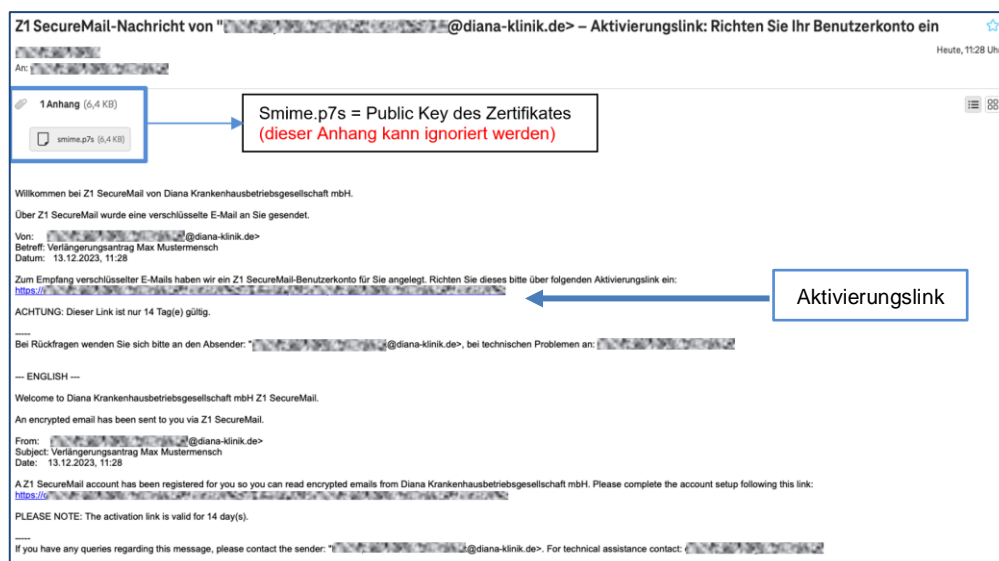 Z1 SecureMail-Nachricht von "@diana-klinik.de> – Aktivierungslink: Richten Sie Ihr Benutzerkonto ein
Heute, 11:28 Uhr
An:
1 Anhang (6,4 KB)
smime.p7s (6,4 KB)
Smime.p7s = Public Key des Zertifikates
(dieser Anhang kann ignoriert werden)
Willkommen bei Z1 SecureMail von Diana Krankenhausbetriebsgesellschaft mbH.
Über Z1 SecureMail wurde eine verschlüsselte E-Mail an Sie gesendet.
Von: @diana-klinik.de>
Betreff: Verlängerungsantrag Max Mustermensch
Datum: 13.12.2023, 11:28
Zum Empfang verschlüsselter E-Mails haben wir ein Z1 SecureMail-Benutzerkonto für Sie angelegt. Richten Sie dieses bitte über folgenden Aktivierungslink ein:
https://
Aktivierungslink
ACHTUNG: Dieser Link ist nur 14 Tag(e) gültig.
-----
Bei Rückfragen wenden Sie sich bitte an den Absender: "@diana-klinik.de>, bei technischen Problemen an:
--- ENGLISH ---
Welcome to Diana Krankenhausbetriebsgesellschaft mbH Z1 SecureMail.
An encrypted email has been sent to you via Z1 SecureMail.
From: @diana-klinik.de>
Subject: Verlängerungsantrag Max Mustermensch
Date: 13.12.2023, 11:28
A Z1 SecureMail account has been registered for you so you can read encrypted emails from Diana Krankenhausbetriebsgesellschaft mbH. Please complete the account setup following this link:
https://
PLEASE NOTE: The activation link is valid for 14 day(s).
-----
If you have any queries regarding this message, please contact the sender: "@diana-klinik.de>. For technical assistance contact: